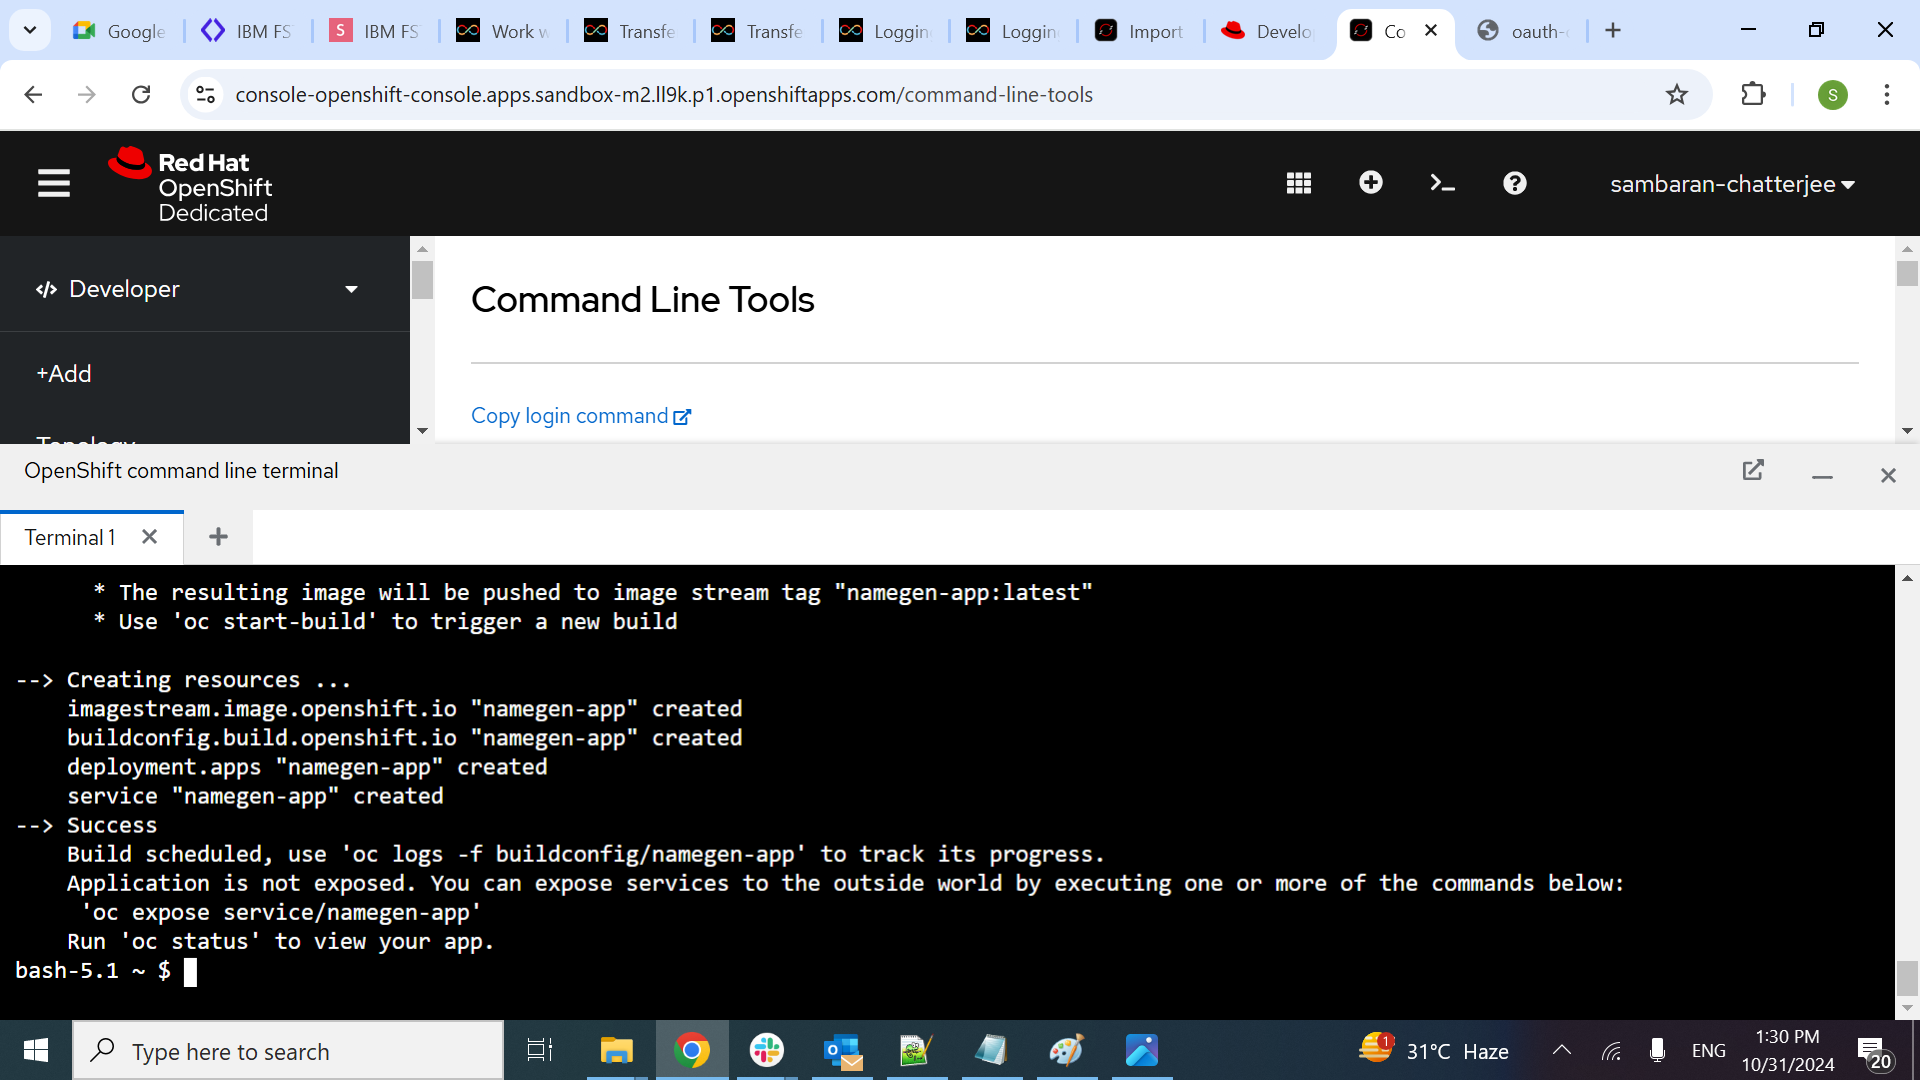 Google
IBM FS
IBM FS
Work w
Transfe
Transfe
Loggin
Loggin
Import
Develo
Co
oauth-
console-openshift-console.apps.sandbox-m2.ll9k.p1.openshiftapps.com/command-line-tools
S
Red Hat
OpenShift
Dedicated
sambaran-chatterjee
Developer
+Add
Topology
Command Line Tools
Copy login command
OpenShift command line terminal
Terminal 1
* The resulting image will be pushed to image stream tag "namegen-app:latest"
* Use 'oc start-build' to trigger a new build
--> Creating resources ...
imagestream.image.openshift.io "namegen-app" created
buildconfig.build.openshift.io "namegen-app" created
deployment.apps "namegen-app" created
service "namegen-app" created
--> Success
Build scheduled, use 'oc logs -f buildconfig/namegen-app' to track its progress.
Application is not exposed. You can expose services to the outside world by executing one or more of the commands below:
'oc expose service/namegen-app'
Run 'oc status' to view your app.
bash-5.1 ~ $
Type here to search
1
31°C Haze
ENG
1:30 PM
10/31/2024
20